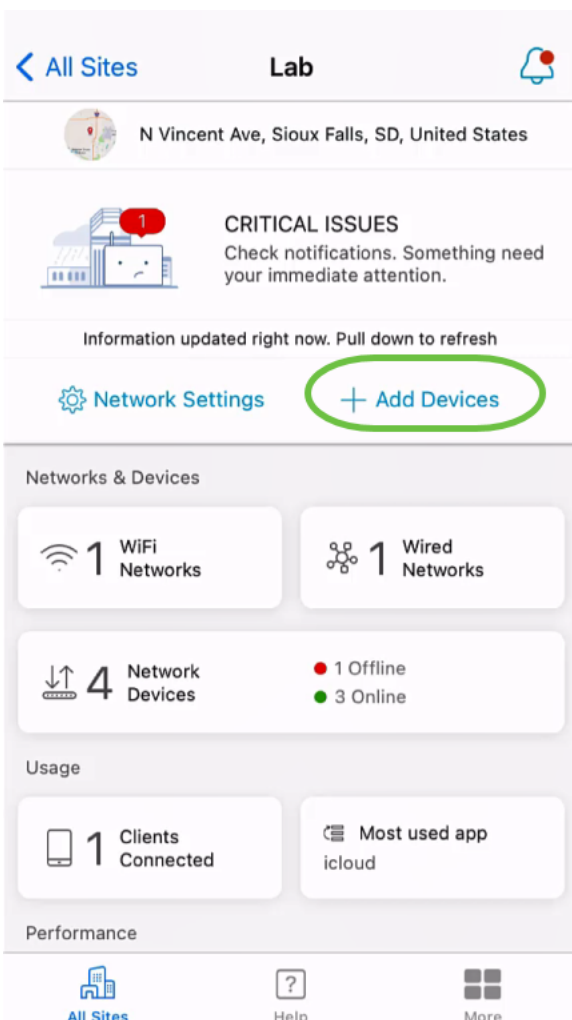 All Sites
Lab
N Vincent Ave, Sioux Falls, SD, United States
1
CRITICAL ISSUES
Check notifications. Something need
your immediate attention.
Information updated right now. Pull down to refresh
Network Settings
+ Add Devices
Networks & Devices
1 WiFi
Networks
1 Wired
Networks
4 Network
Devices
1 Offline
3 Online
Usage
1 Clients
Connected
Most used app
icloud
Performance
All Sites
?
Help
More